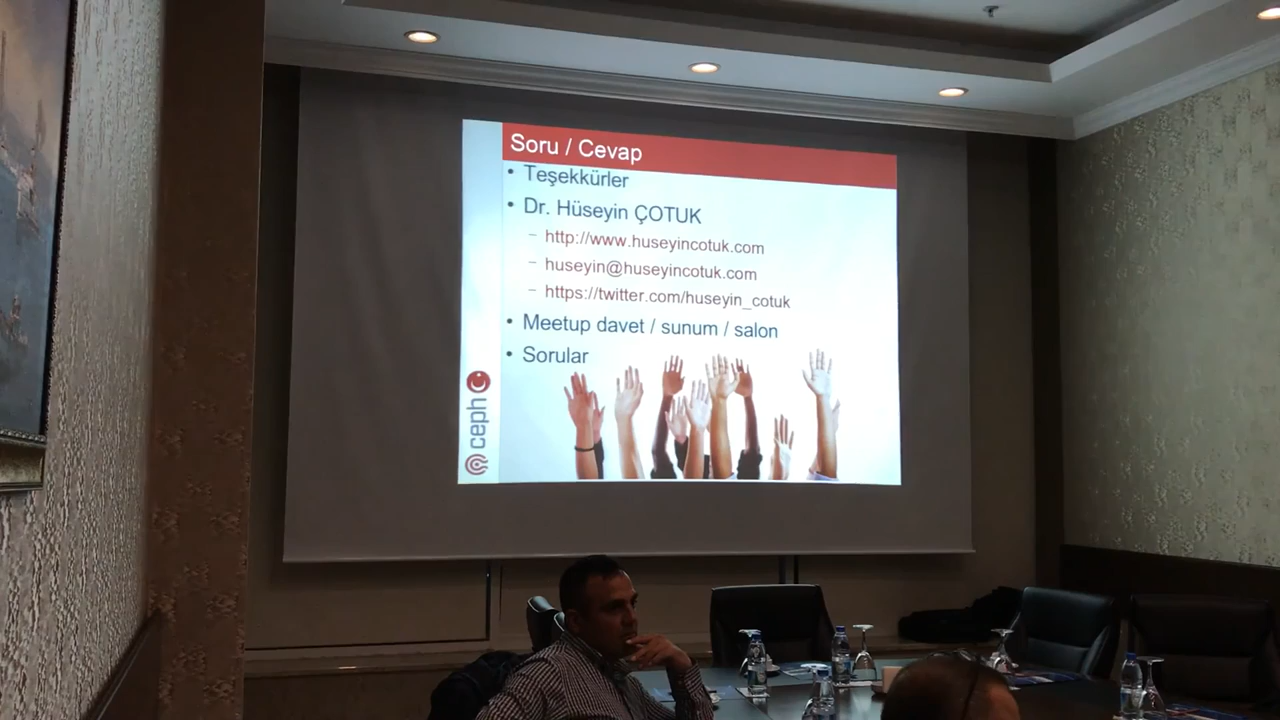 Soru / Cevap
• Teşekkürler
• Dr. Hüseyin ÇOTUK
– http://www.huseyincotuk.com
– huseyin@huseyincotuk.com
– https://twitter.com/huseyin_cotuk
• Meetup davet / sunum / salon
• Sorular
ceph